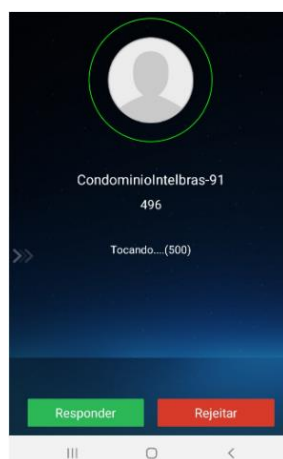 CondominioIntelbras-91
496
Tocando....(500)
Responder
Rejeitar